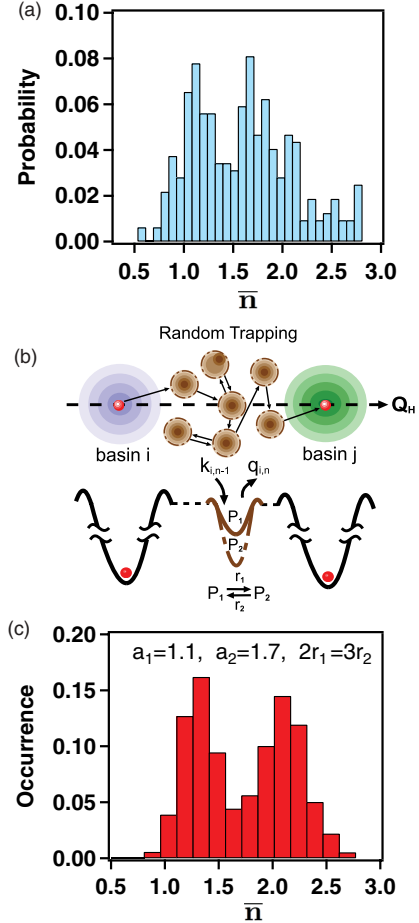 (a)
0.10
0.08
0.06
0.04
0.02
0.00
Probability
0.5 1.0 1.5 2.0 2.5 3.0
n̅
Random Trapping
(b)
Q_H
basin i basin j
k_{i,n-1} q_{i,n}
P_1
P_2
r_1
P_1 ⇄ P_2
r_2
(c)
0.20
0.15
0.10
0.05
0.00
Occurrence
a_1=1.1, a_2=1.7, 2r_1=3r_2
0.5 1.0 1.5 2.0 2.5 3.0
n̅